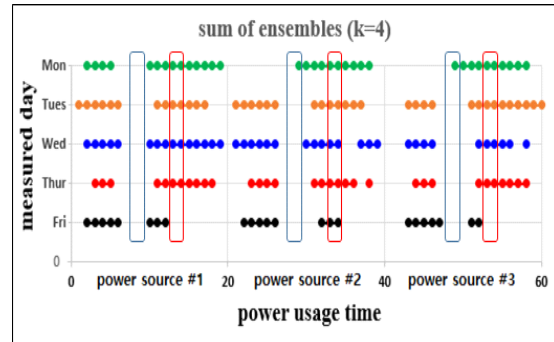 sum of ensembles (k=4)
measured day
Mon
Tues
Wed
Thur
Fri
0
0 power source #1 20 power source #2 40 power source #3 60
power usage time